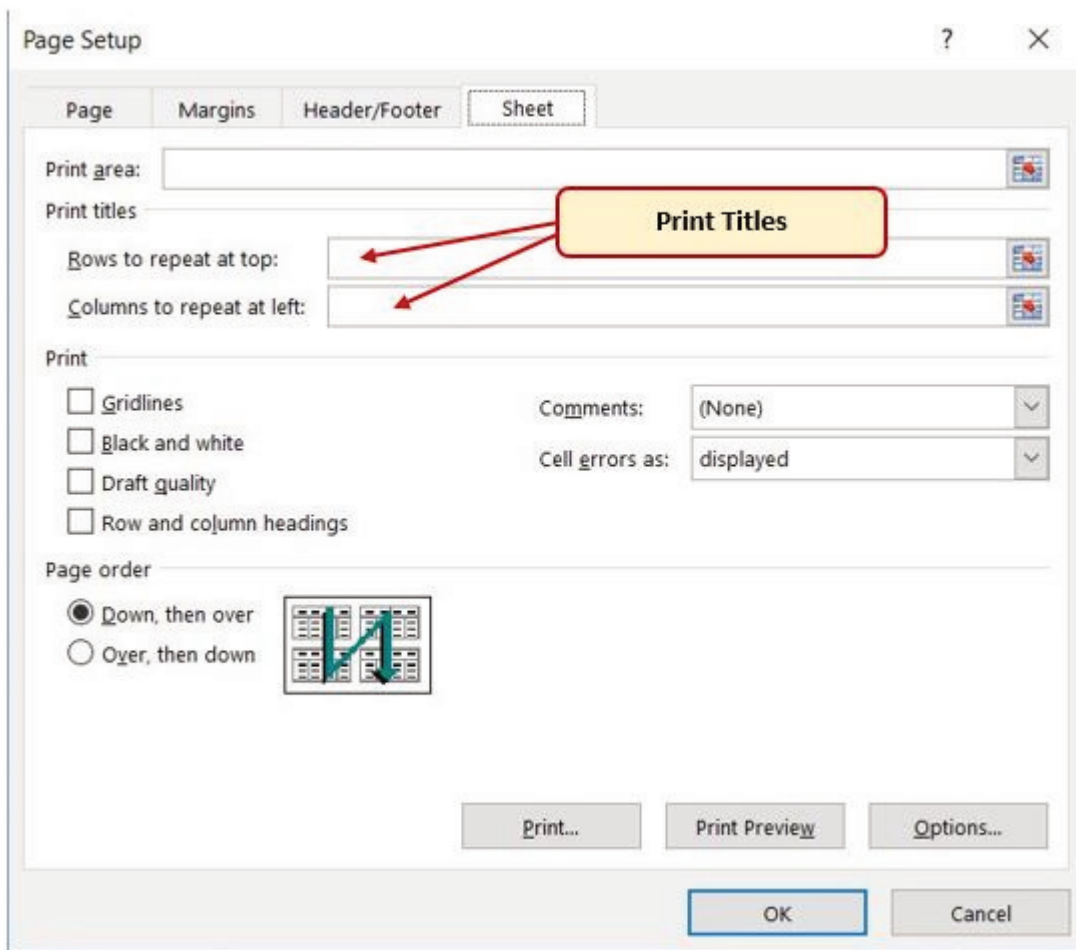 Page Setup ? ×
Page Margins Header/Footer Sheet
Print area:
Print titles
Print Titles
Rows to repeat at top:
Columns to repeat at left:
Print
Gridlines Comments: (None)
Black and white Cell errors as: displayed
Draft quality
Row and column headings
Page order
Down, then over
Over, then down
Print... Print Preview Options...
OK Cancel